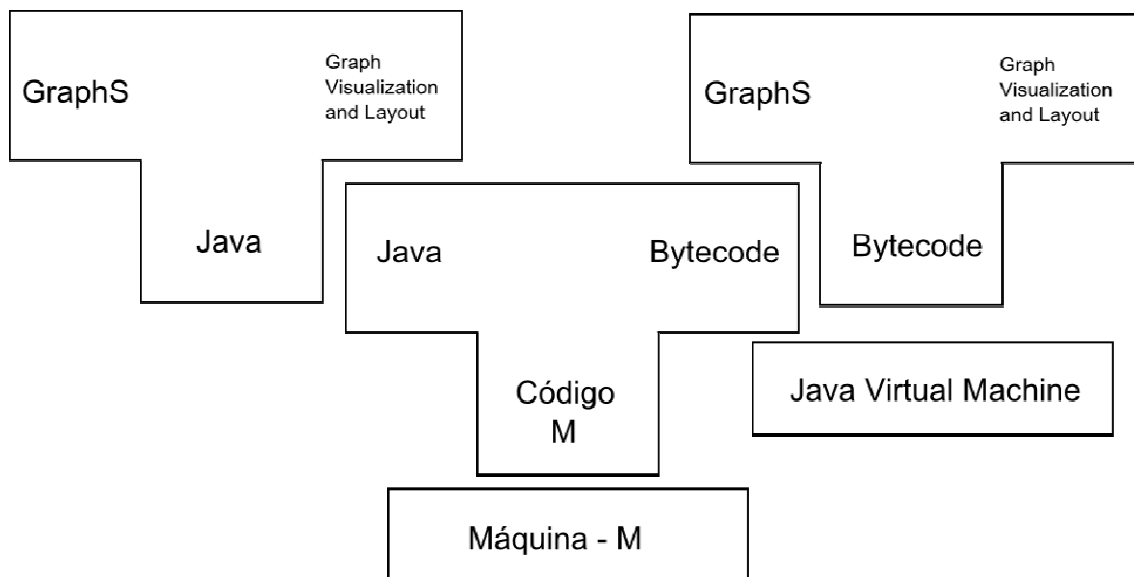 GraphS
Graph
Visualization
and Layout
Java
GraphS
Graph
Visualization
and Layout
Bytecode
Java
Bytecode
Código
M
Java Virtual Machine
Máquina - M